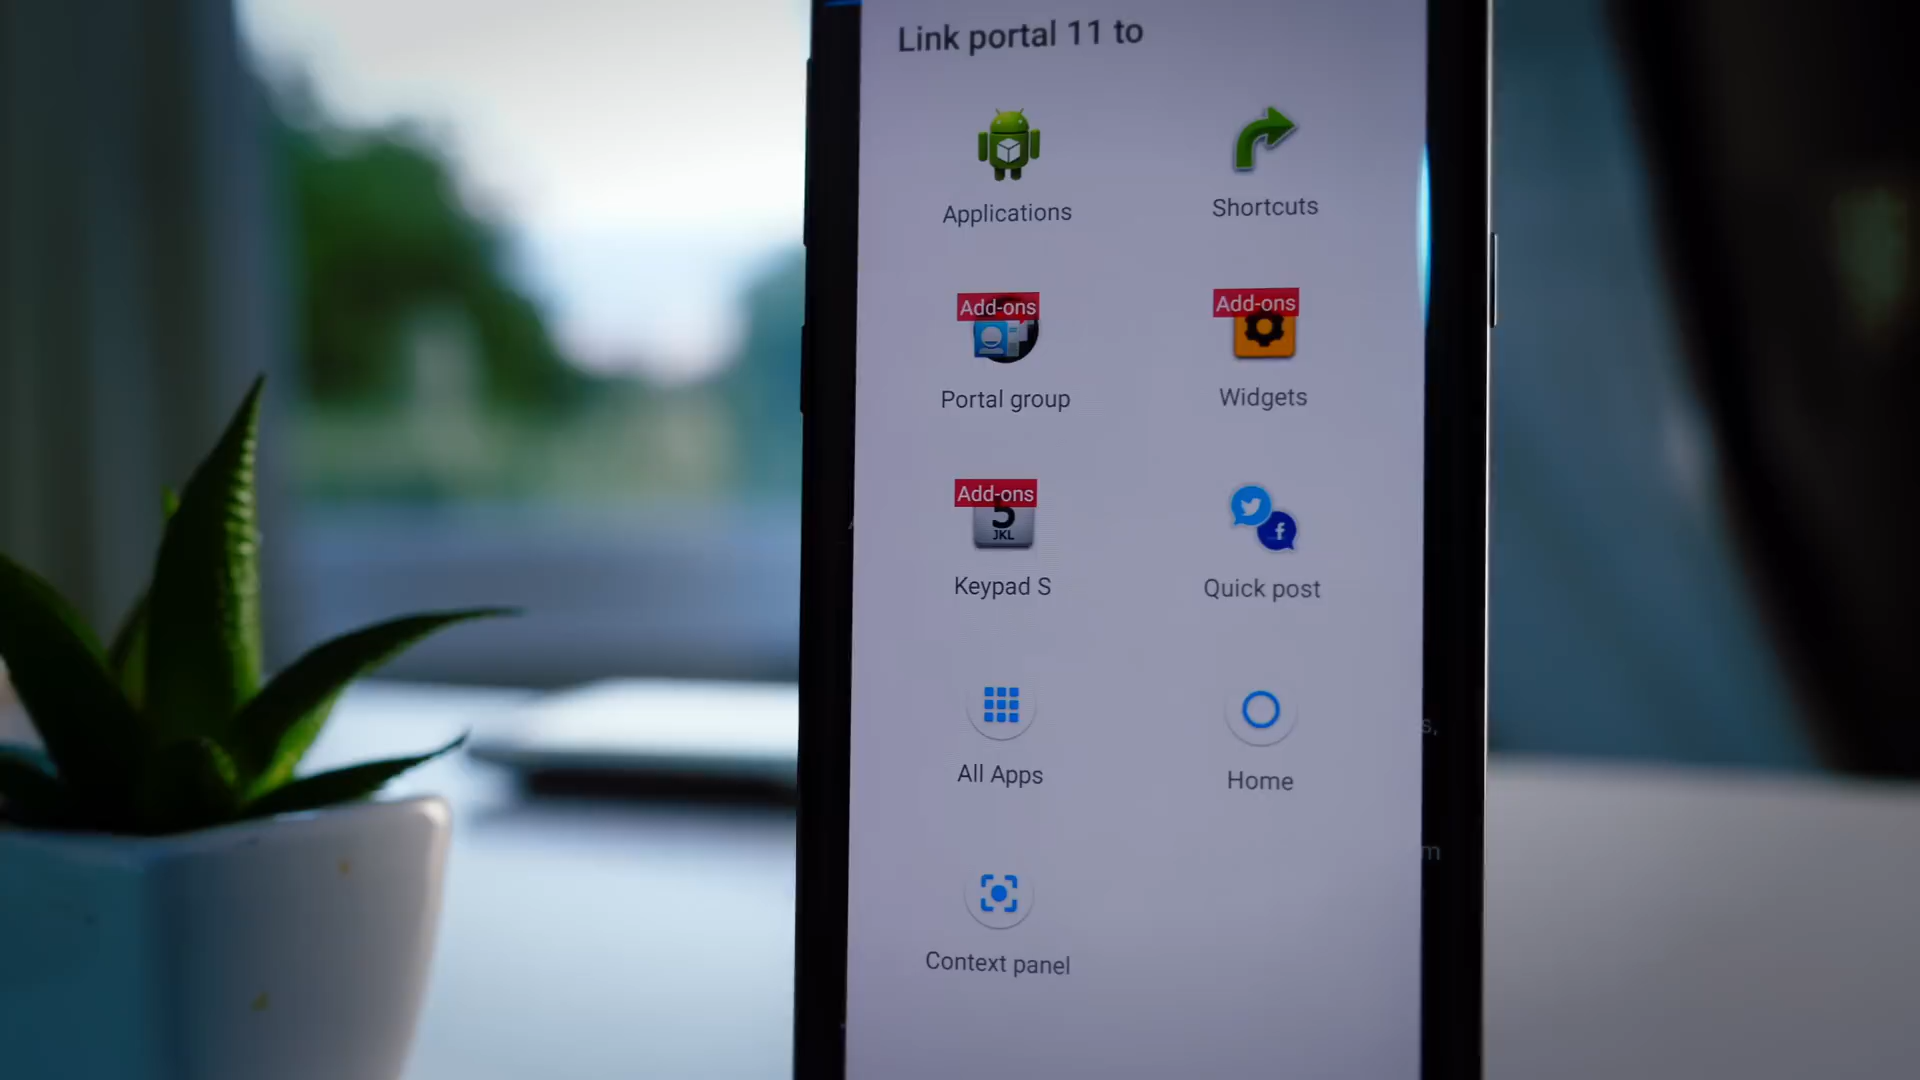 Link portal 11 to
Applications
Shortcuts
Add-ons
Portal group
Add-ons
Widgets
Add-ons
5
JKL
Keypad S
f
Quick post
All Apps
Home
s,
m
Context panel